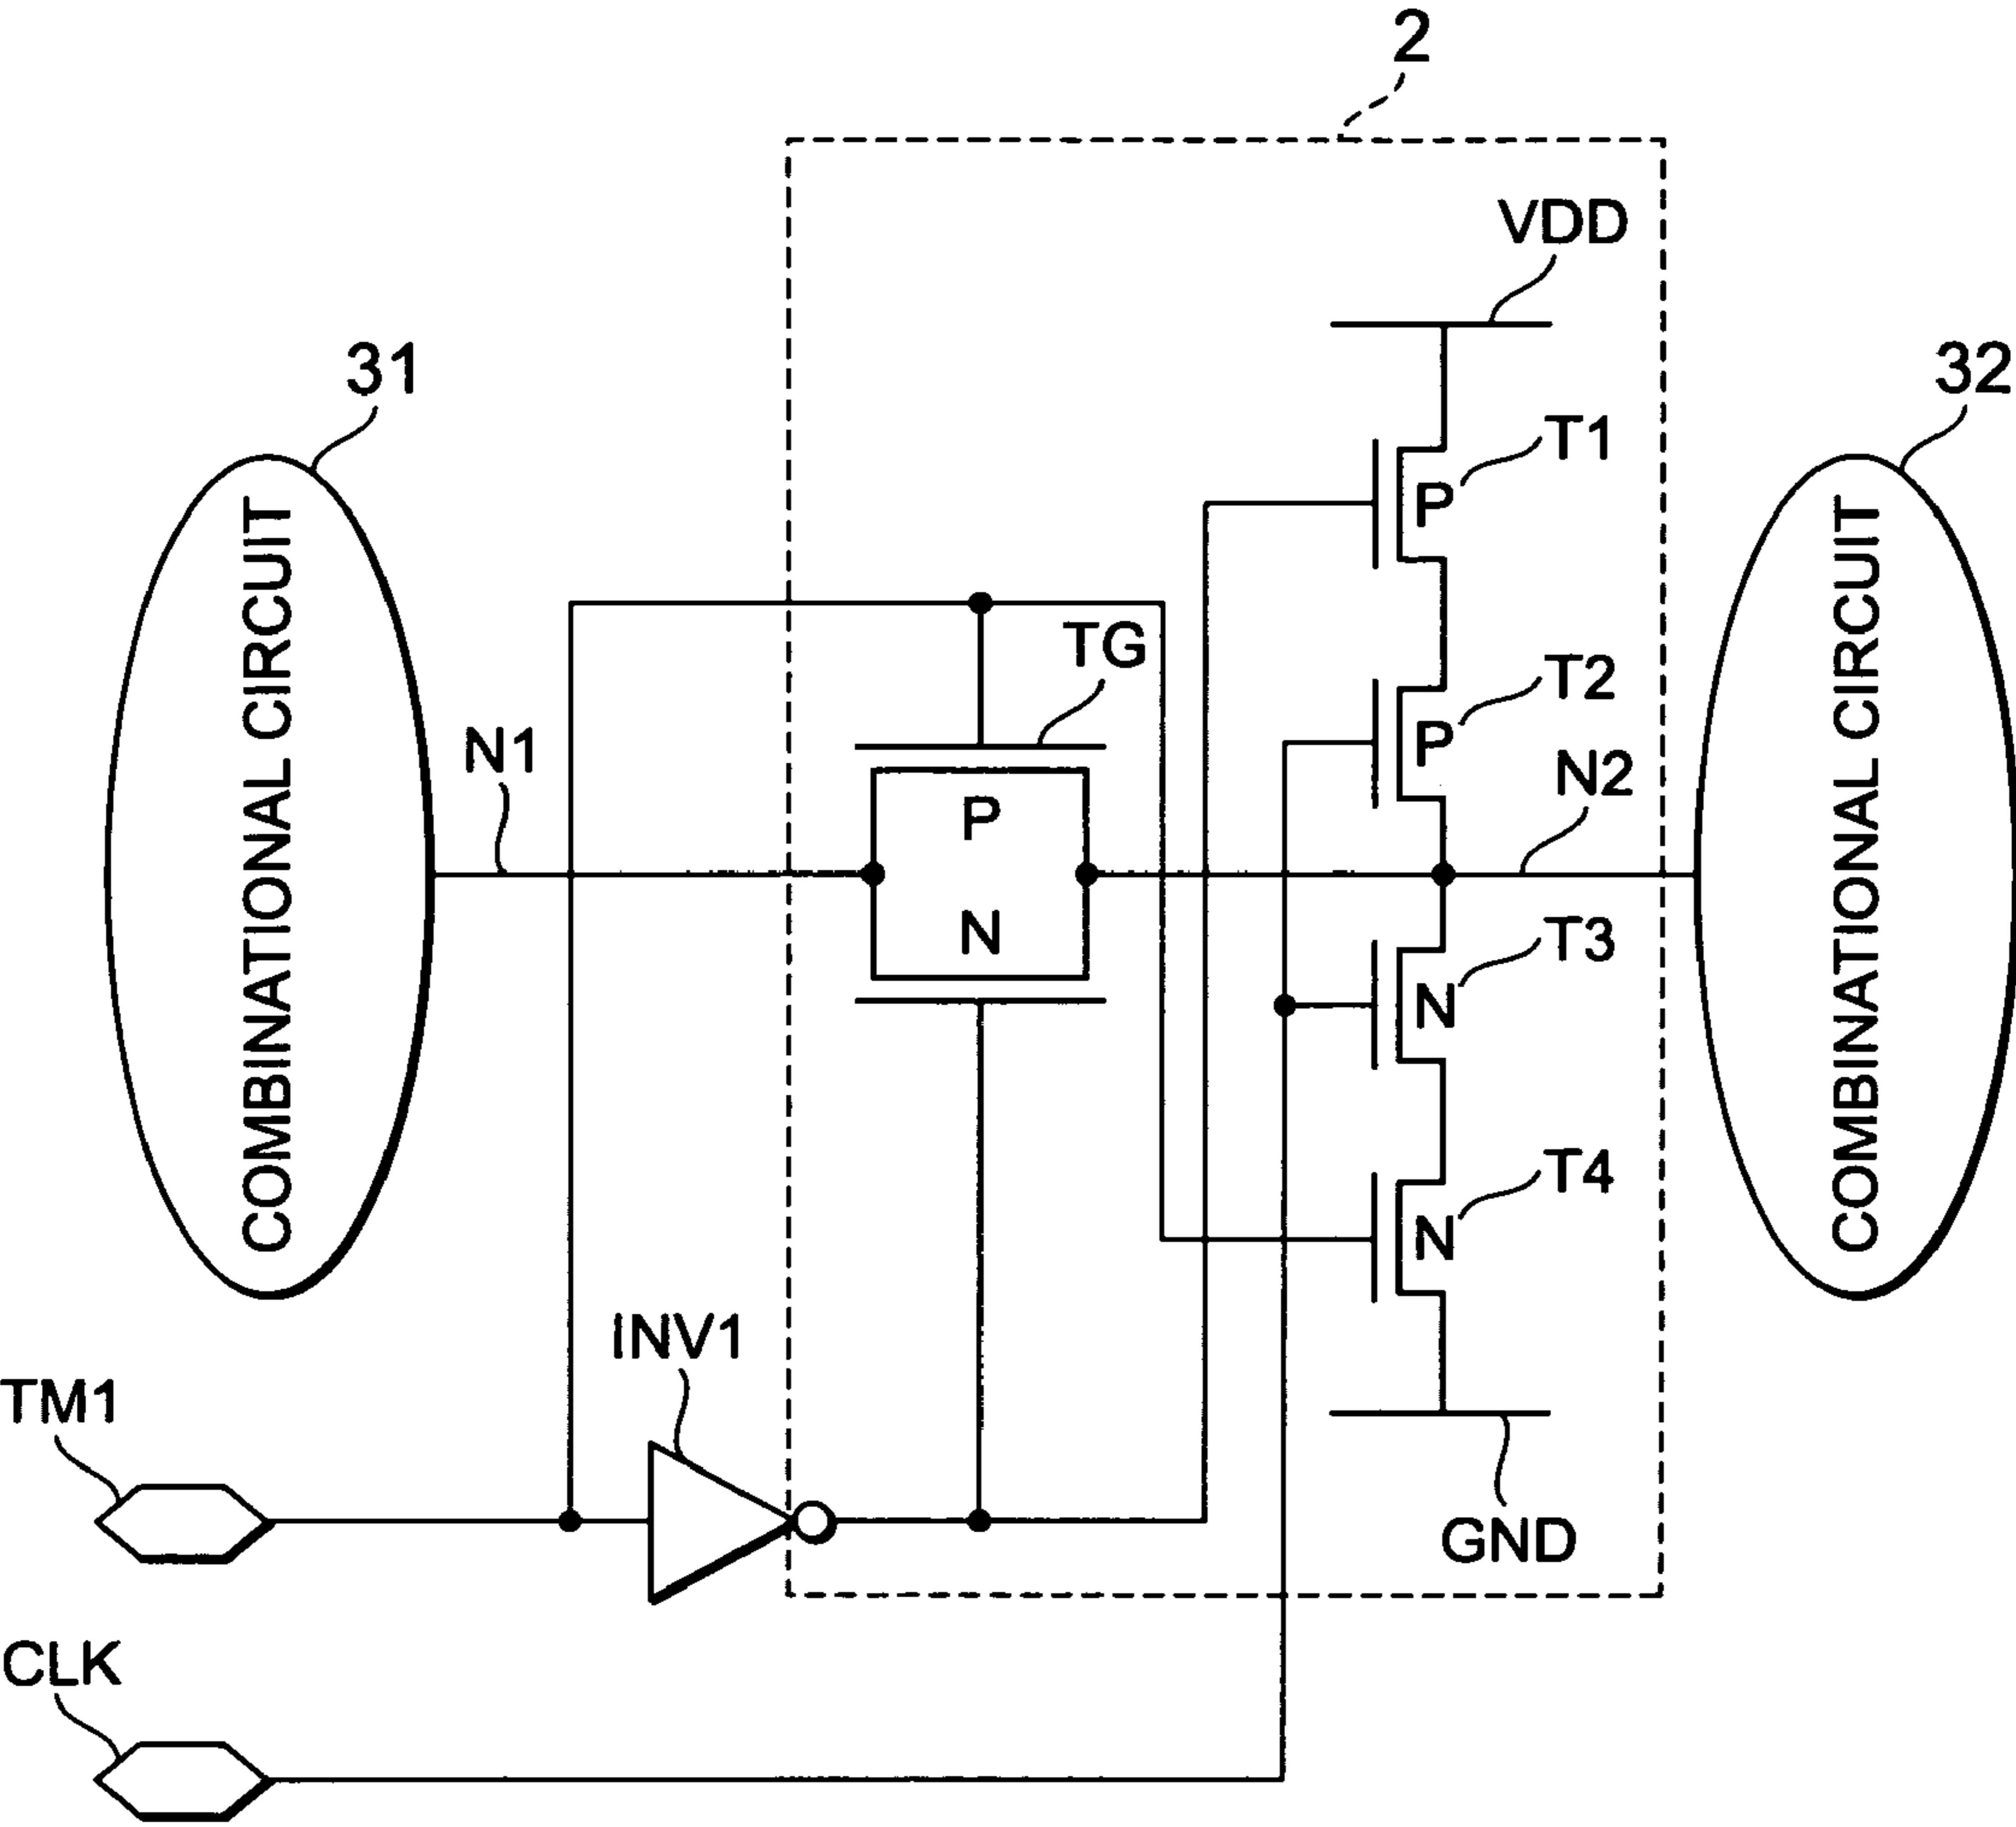 2
VDD
31
32
T1
P
TG
T2
P
N1
N2
P
COMBINATIONAL CIRCUIT
COMBINATIONAL CIRCUIT
N
T3
N
T4
N
INV1
TM1
GND
CLK